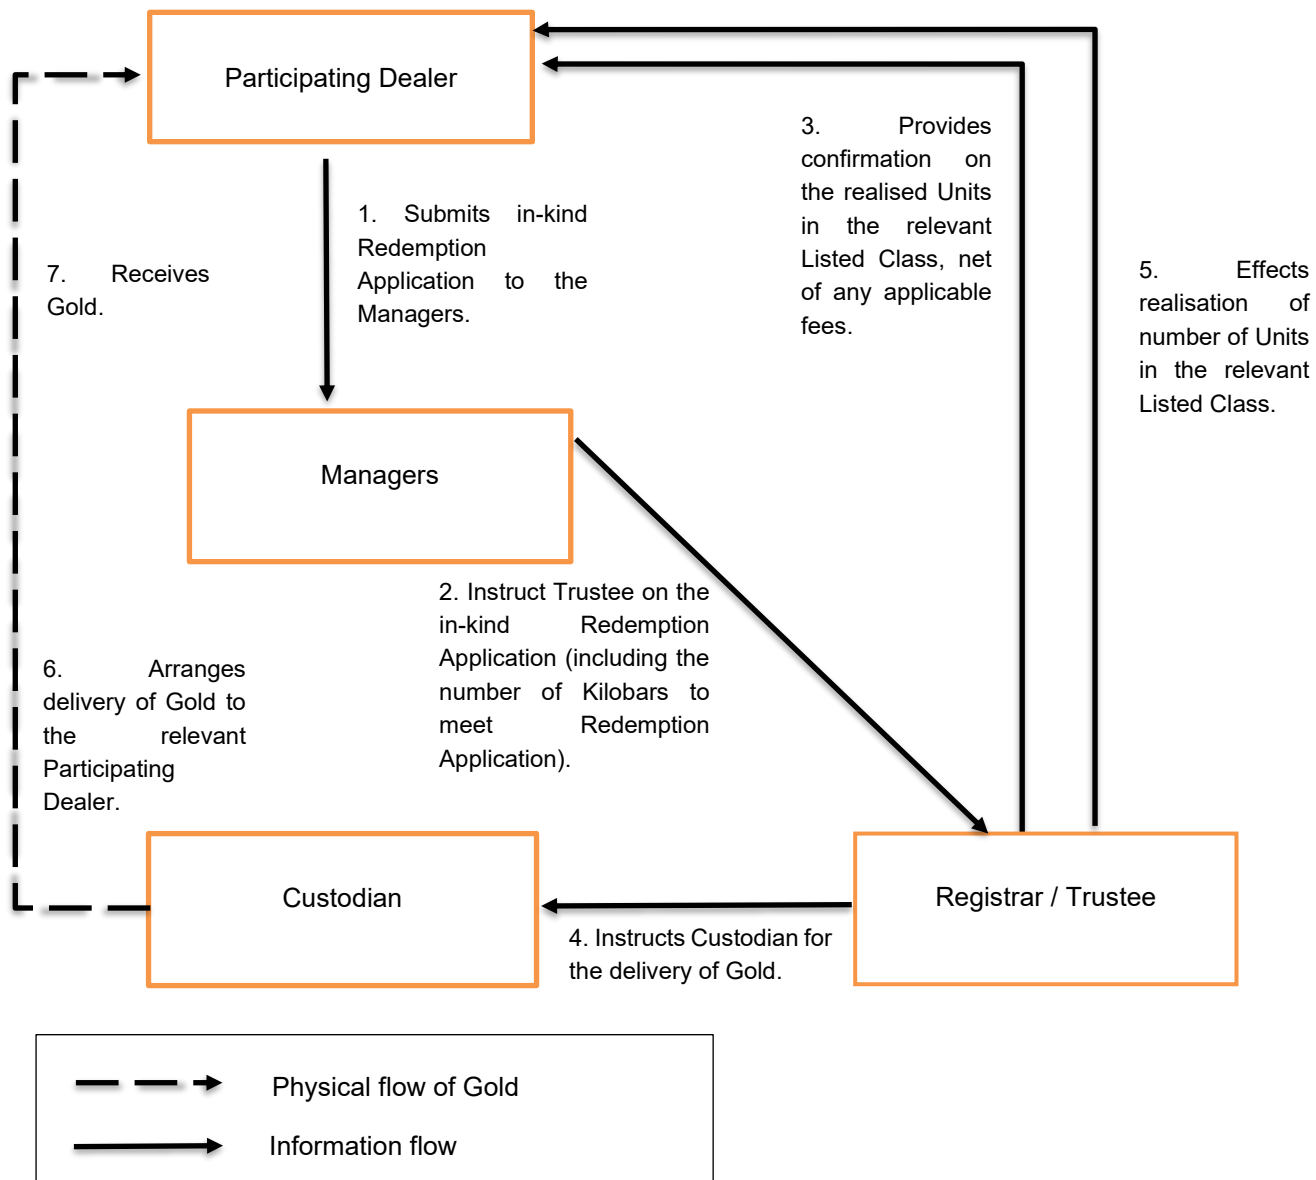 Participating Dealer
1. Submits in-kind
Redemption
Application to the
Managers.
3. Provides
confirmation on
the realised Units
in the relevant
Listed Class, net
of any applicable
fees.
5. Effects
realisation of
number of Units
in the relevant
Listed Class.
7. Receives
Gold.
Managers
2. Instruct Trustee on the
in-kind Redemption
Application (including the
number of Kilobars to
meet Redemption
Application).
6. Arranges
delivery of Gold to
the relevant
Participating
Dealer.
Custodian
4. Instructs Custodian for
the delivery of Gold.
Registrar / Trustee
Physical flow of Gold
Information flow